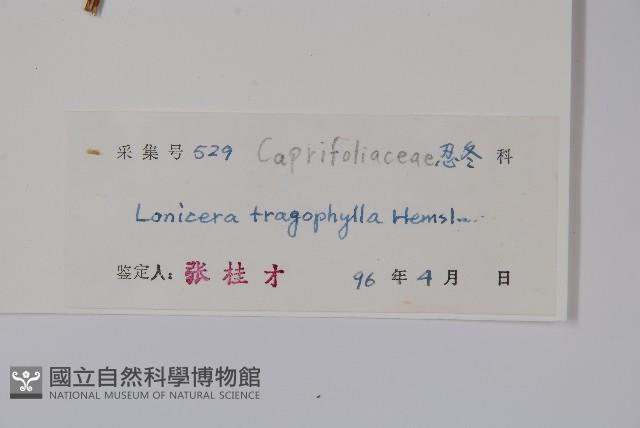 采集号 529 Caprifoliaceae 忍冬 科
Lonicera tragophylla Hemsl.
鉴定人: 张桂才 96 年 4 月 日
國立自然科學博物館
NATIONAL MUSEUM OF NATURAL SCIENCE